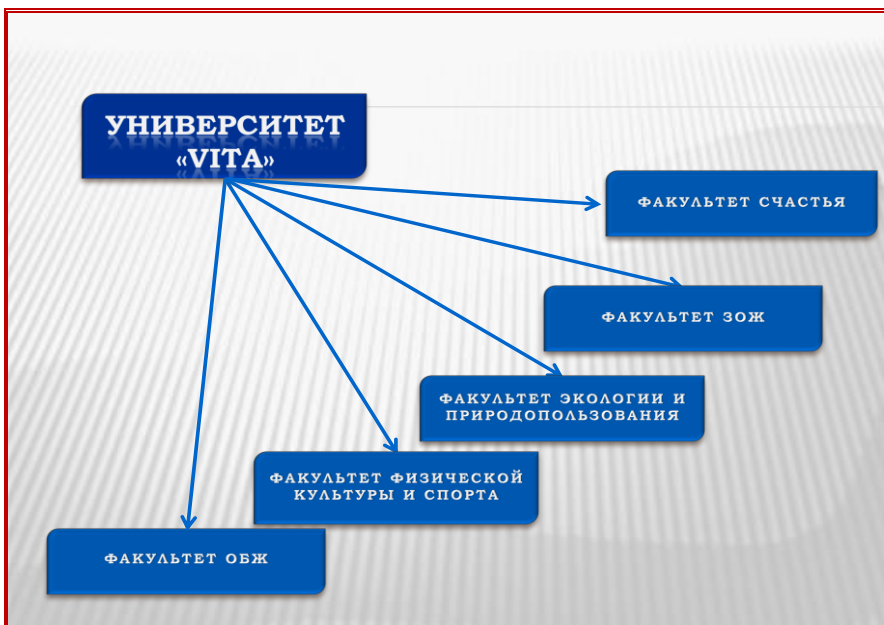 УНИВЕРСИТЕТ
«VITA»
ФАКУЛЬТЕТ СЧАСТЬЯ
ФАКУЛЬТЕТ ЗОЖ
ФАКУЛЬТЕТ ЭКОЛОГИИ И
ПРИРОДОПОЛЬЗОВАНИЯ
ФАКУЛЬТЕТ ФИЗИЧЕСКОЙ
КУЛЬТУРЫ И СПОРТА
ФАКУЛЬТЕТ ОБЖ